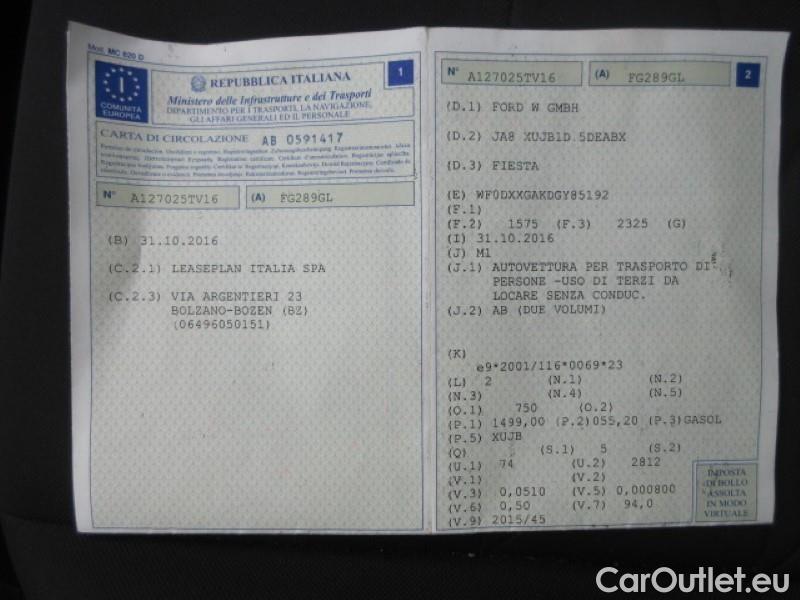 Mod. MC 820 D
COMUNITÀ
EUROPEA
I
REPUBBLICA ITALIANA
1
Ministero delle Infrastrutture e dei Trasporti
DIPARTIMENTO PER I TRASPORTI, LA NAVIGAZIONE,
GLI AFFARI GENERALI ED IL PERSONALE
CARTA DI CIRCOLAZIONE AB 0591417
N° A127025TV16 (A) FG289GL
(B) 31.10.2016
(C.2.1) LEASEPLAN ITALIA SPA
(C.2.3) VIA ARGENTIERI 23
BOLZANO-BOZEN (BZ)
(06496050151)
N° A127025TV16 (A) FG289GL 2
(D.1) FORD W GMBH
(D.2) JA8 XUJB1D.5DEABX
(D.3) FIESTA
(E) WF0DXXGAKDGY85192
(F.1)
(F.2) 1575 (F.3) 2325 (G)
(I) 31.10.2016
(J) M1
(J.1) AUTOVETTURA PER TRASPORTO DI
PERSONE -USO DI TERZI DA
LOCARE SENZA CONDUC.
(J.2) AB (DUE VOLUMI)
(K)
e9*2001/116*0069*23
(L) 2 (N.1) (N.2)
(N.3) (N.4) (N.5)
(O.1) 750 (O.2)
(P.1) 1499,00 (P.2)055,20 (P.3)GASOL
(P.5) XUJB
(Q) (S.1) 5 (S.2)
(U.1) 74 (U.2) 2812
(V.1) (V.2)
(V.3) 0,0510 (V.5) 0,000800
(V.6) 0,50 (V.7) 94,0
(V.9) 2015/45
IMPOSTA
DI BOLLO
ASSOLTA
IN MODO
VIRTUALE
CarOutlet.eu